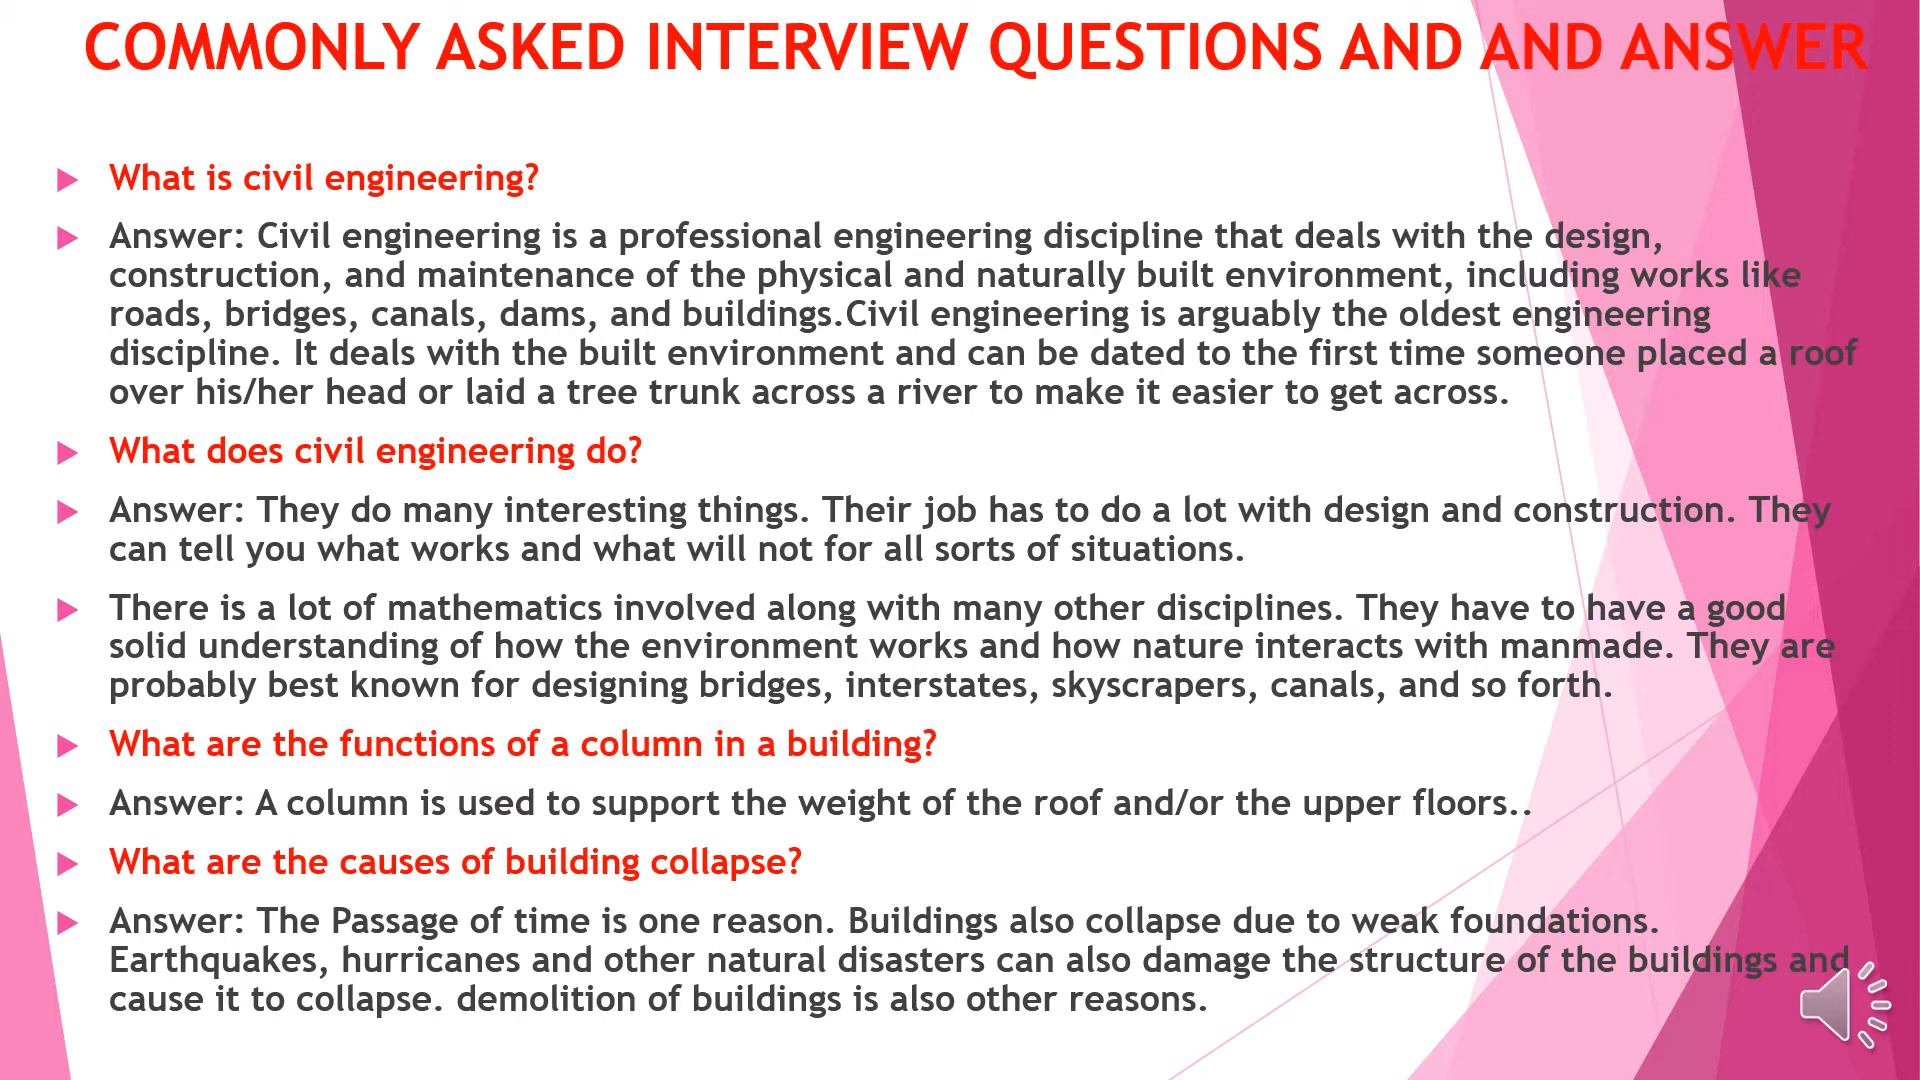 COMMONLY ASKED INTERVIEW QUESTIONS AND AND ANSWER
What is civil engineering?
Answer: Civil engineering is a professional engineering discipline that deals with the design,
construction, and maintenance of the physical and naturally built environment, including works like
roads, bridges, canals, dams, and buildings.Civil engineering is arguably the oldest engineering
discipline. It deals with the built environment and can be dated to the first time someone placed a roof
over his/her head or laid a tree trunk across a river to make it easier to get across.
What does civil engineering do?
Answer: They do many interesting things. Their job has to do a lot with design and construction. They
can tell you what works and what will not for all sorts of situations.
There is a lot of mathematics involved along with many other disciplines. They have to have a good
solid understanding of how the environment works and how nature interacts with manmade. They are
probably best known for designing bridges, interstates, skyscrapers, canals, and so forth.
What are the functions of a column in a building?
Answer: A column is used to support the weight of the roof and/or the upper floors..
What are the causes of building collapse?
Answer: The Passage of time is one reason. Buildings also collapse due to weak foundations.
Earthquakes, hurricanes and other natural disasters can also damage the structure of the buildings and
cause it to collapse. demolition of buildings is also other reasons.